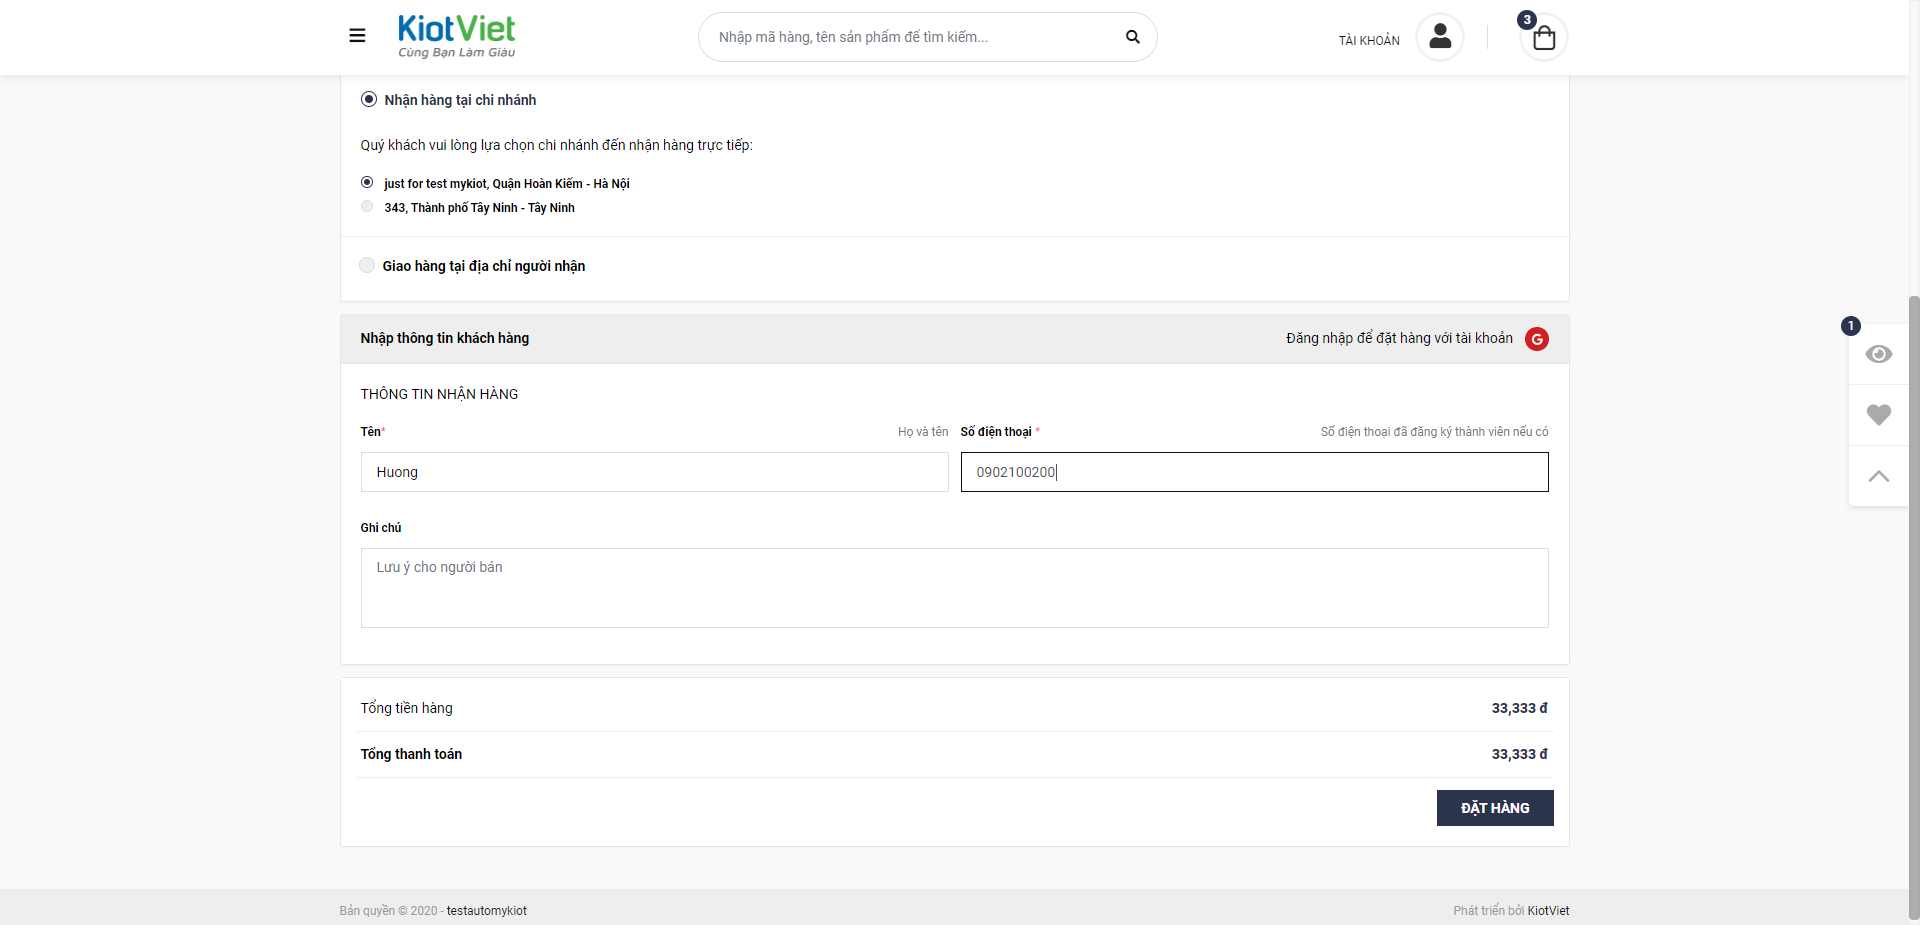 KiotViet
Cùng Bạn Làm Giàu
Nhập mã hàng, tên sản phẩm để tìm kiếm...
TÀI KHOẢN
3
Nhận hàng tại chi nhánh
Quý khách vui lòng lựa chọn chi nhánh đến nhận hàng trực tiếp:
just for test mykiot, Quận Hoàn Kiếm - Hà Nội
343, Thành phố Tây Ninh - Tây Ninh
Giao hàng tại địa chỉ người nhận
1
Nhập thông tin khách hàng
Đăng nhập để đặt hàng với tài khoản G
THÔNG TIN NHẬN HÀNG
Tên* Họ và tên
Số điện thoại * Số điện thoại đã đăng ký thành viên nếu có
Huong
0902100200
Ghi chú
Lưu ý cho người bán
Tổng tiền hàng 33,333 đ
Tổng thanh toán 33,333 đ
ĐẶT HÀNG
Bản quyền © 2020 - testautomykiot
Phát triển bởi KiotViet